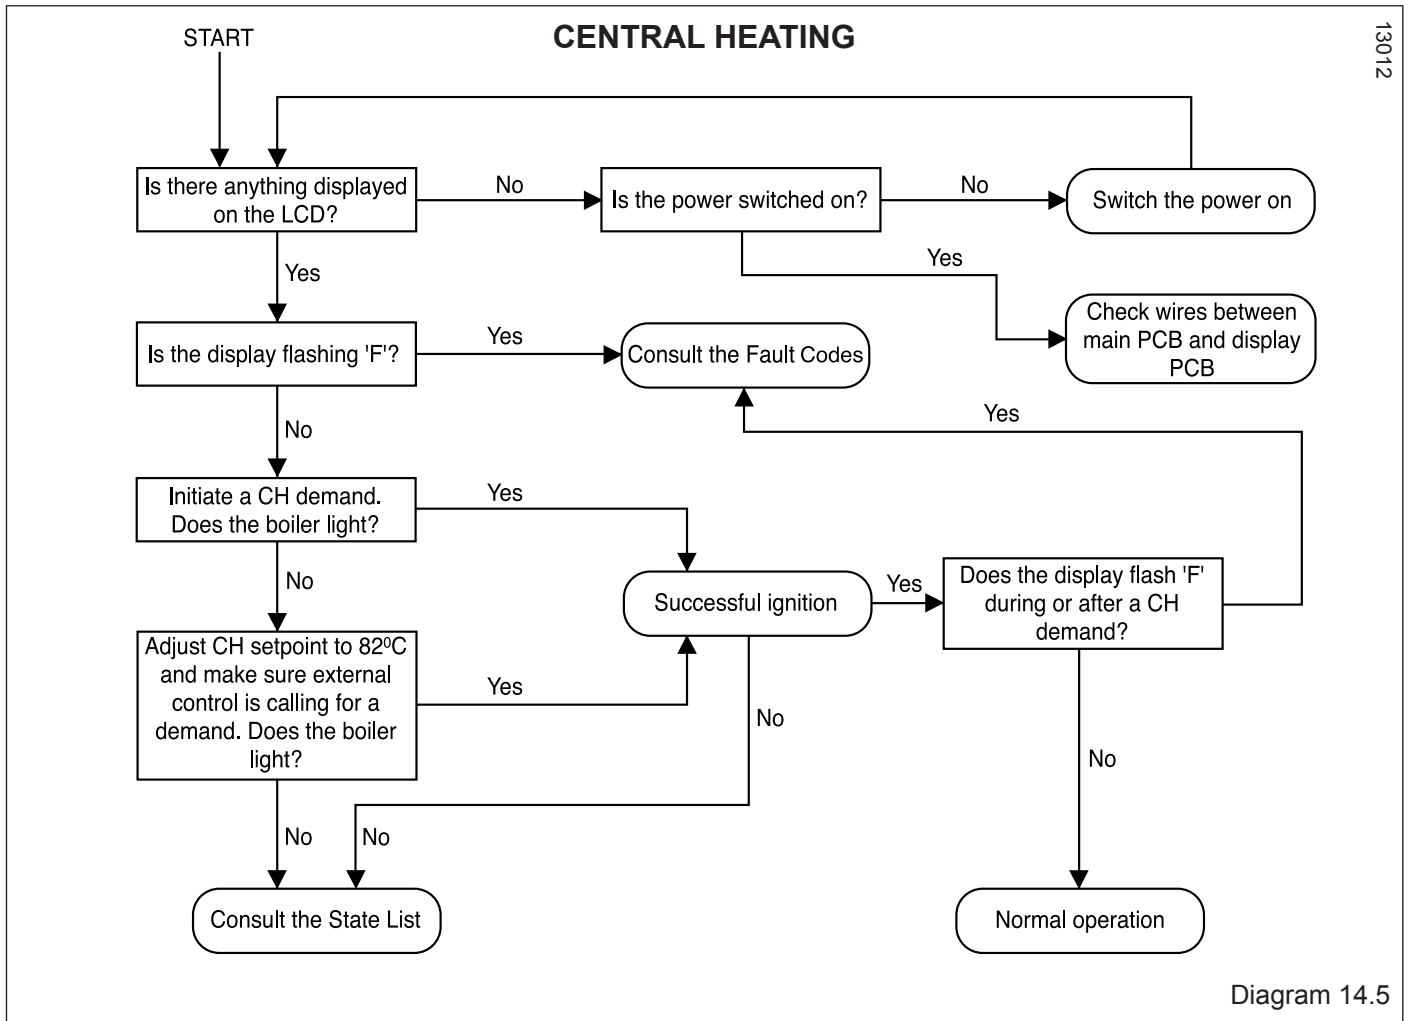 START
CENTRAL HEATING
13012
Is there anything displayed
on the LCD?
No
Is the power switched on?
No
Switch the power on
Yes
Yes
Check wires between
main PCB and display
PCB
Is the display flashing 'F'?
Yes
Consult the Fault Codes
Yes
No
Initiate a CH demand.
Does the boiler light?
Yes
No
Successful ignition
Yes
Does the display flash 'F'
during or after a CH
demand?
Adjust CH setpoint to 82⁰C
and make sure external
control is calling for a
demand. Does the boiler
light?
Yes
No
No
No
No
Consult the State List
Normal operation
Diagram 14.5